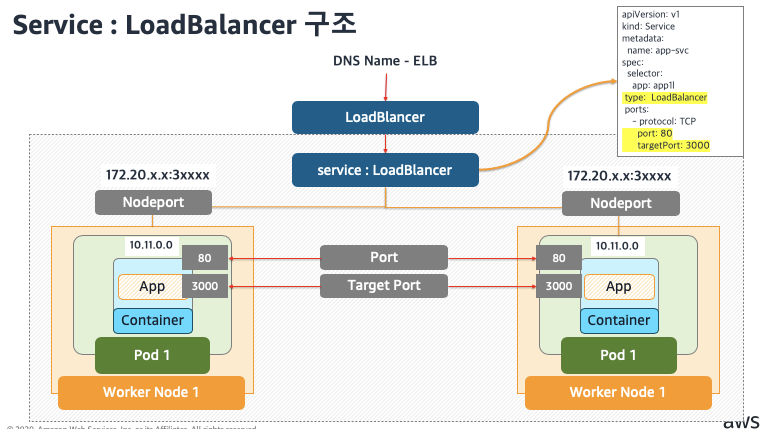 Service : LoadBalancer 구조
apiVersion: v1
kind: Service
metadata:
name: app-svc
spec:
selector:
app: app1l
type: LoadBalancer
ports:
- protocol: TCP
port: 80
targetPort: 3000
DNS Name - ELB
LoadBlancer
service : LoadBlancer
172.20.x.x:3xxxx
172.20.x.x:3xxxx
Nodeport
Nodeport
10.11.0.0
10.11.0.0
80
Port
80
App
3000
Target Port
3000
App
Container
Container
Pod 1
Pod 1
Worker Node 1
Worker Node 1
© 2020, Amazon Web Services, Inc. or its Affiliates. All rights reserved.
aws